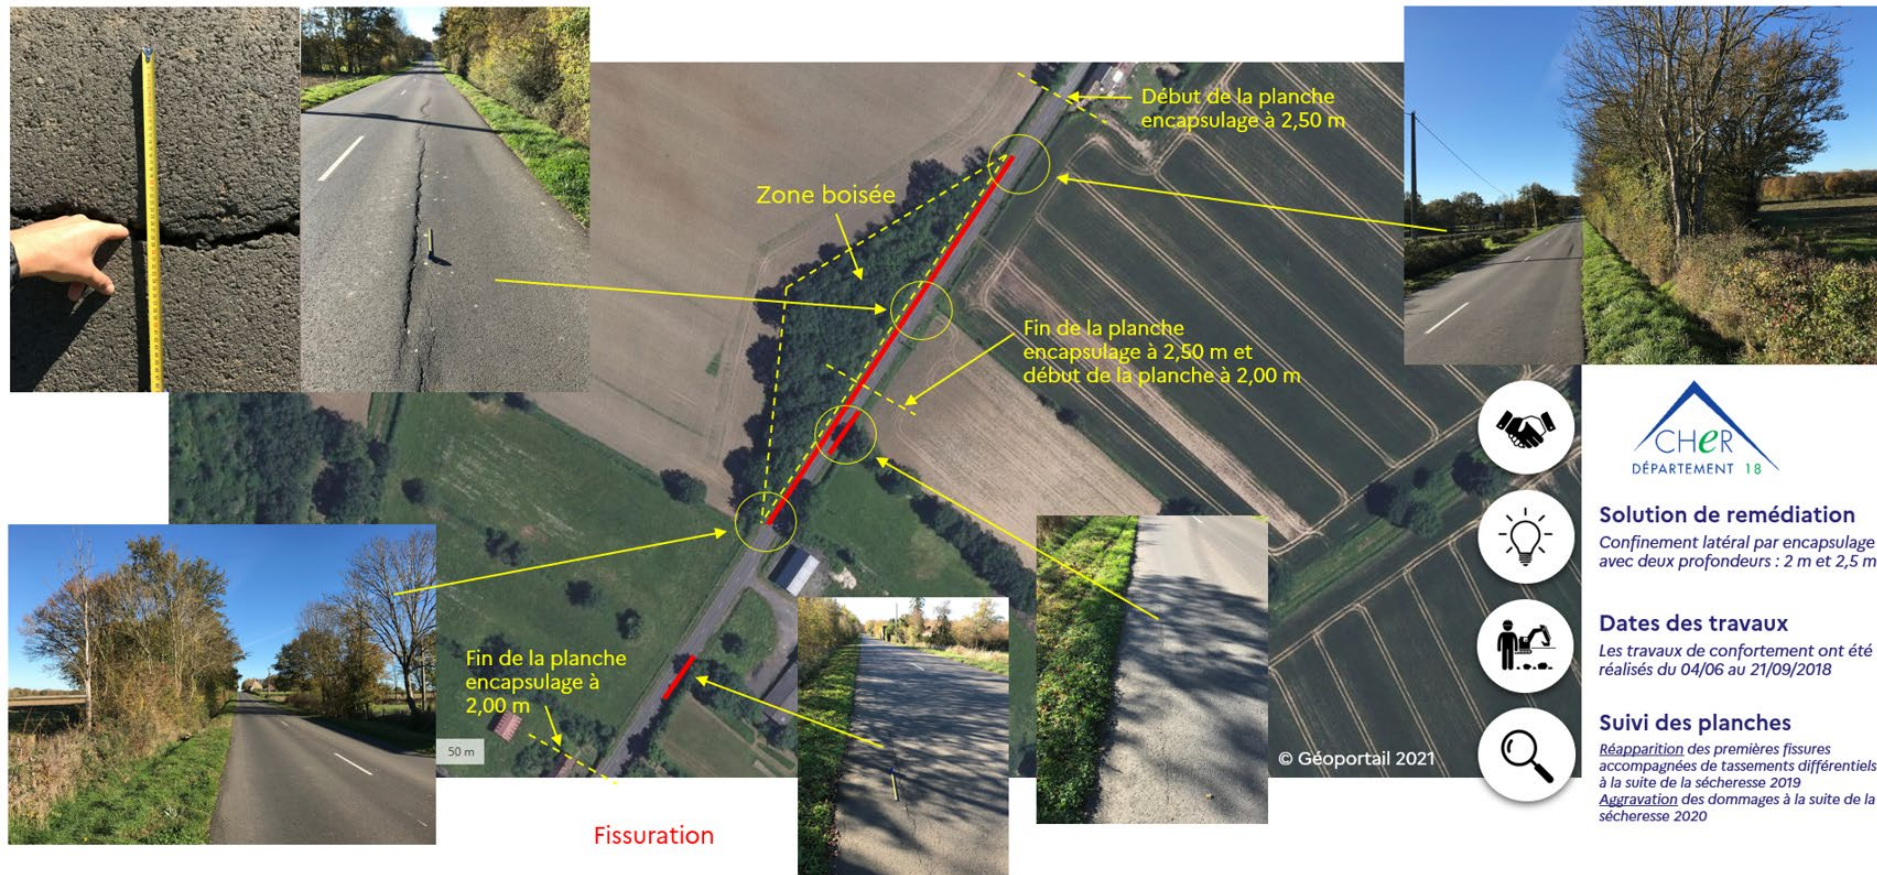 Début de la planche
encapsulage à 2,50 m
Zone boisée
Fin de la planche
encapsulage à 2,50 m et
début de la planche à 2,00 m
Fin de la planche
encapsulage à
2,00 m
50 m
© Géoportail 2021
Fissuration
CHeR
DÉPARTEMENT 18
Solution de remédiation
Confinement latéral par encapsulage
avec deux profondeurs : 2 m et 2,5 m
Dates des travaux
Les travaux de confortement ont été
réalisés du 04/06 au 21/09/2018
Suivi des planches
Réapparition des premières fissures
accompagnées de tassements différentiels
à la suite de la sécheresse 2019
Aggravation des dommages à la suite de la
sécheresse 2020